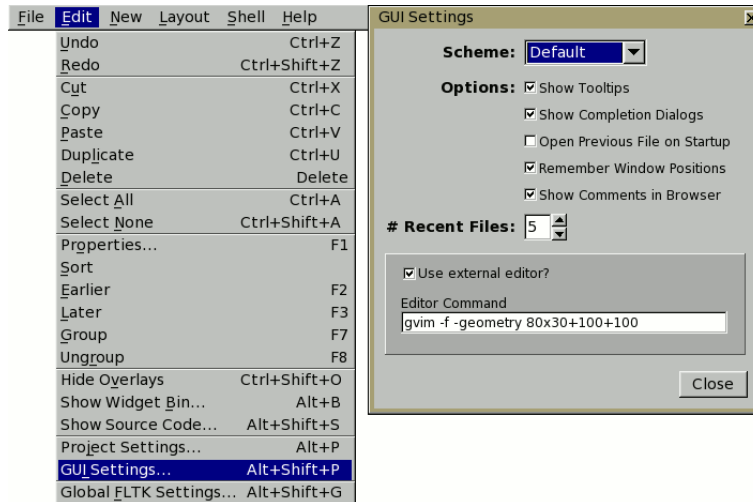 File Edit New Layout Shell Help
Undo Ctrl+Z
Redo Ctrl+Shift+Z
Cut Ctrl+X
Copy Ctrl+C
Paste Ctrl+V
Duplicate Ctrl+U
Delete Delete
Select All Ctrl+A
Select None Ctrl+Shift+A
Properties... F1
Sort
Earlier F2
Later F3
Group F7
Ungroup F8
Hide Overlays Ctrl+Shift+O
Show Widget Bin... Alt+B
Show Source Code... Alt+Shift+S
Project Settings... Alt+P
GUI Settings... Alt+Shift+P
Global FLTK Settings... Alt+Shift+G
GUI Settings
Scheme: Default
Options: Show Tooltips
Show Completion Dialogs
Open Previous File on Startup
Remember Window Positions
Show Comments in Browser
# Recent Files: 5
Use external editor?
Editor Command
gvim -f -geometry 80x30+100+100
Close